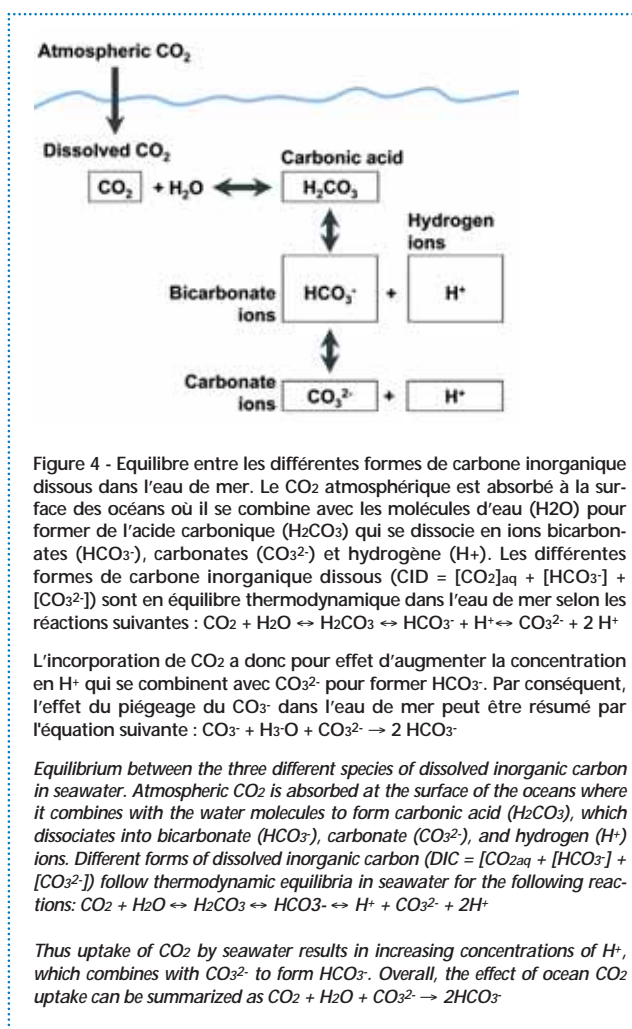 Atmospheric CO₂
Dissolved CO₂
Carbonic acid
CO₂ + H₂O H₂CO₃
Hydrogen
ions
Bicarbonate
ions
HCO₃⁻ + H⁺
Carbonate
ions
CO₃²⁻ + H⁺
Figure 4 - Equilibre entre les différentes formes de carbone inorganique
dissous dans l'eau de mer. Le CO₂ atmosphérique est absorbé à la sur-
face des océans où il se combine avec les molécules d'eau (H2O) pour
former de l'acide carbonique (H₂CO₃) qui se dissocie en ions bicarbon-
ates (HCO₃⁻), carbonates (CO₃²⁻) et hydrogène (H+). Les différentes
formes de carbone inorganique dissous (CID = [CO₂]aq + [HCO₃⁻] +
[CO₃²⁻]) sont en équilibre thermodynamique dans l'eau de mer selon les
réactions suivantes : CO₂ + H₂O ↔ H₂CO₃ ↔ HCO₃⁻ + H⁺ ↔ CO₃²⁻ + 2 H⁺
L'incorporation de CO₂ a donc pour effet d'augmenter la concentration
en H⁺ qui se combinent avec CO₃²⁻ pour former HCO₃⁻. Par conséquent,
l'effet du piégeage du CO₃⁻ dans l'eau de mer peut être résumé par
l'équation suivante : CO₃⁻ + H₃⁻O + CO₃²⁻ → 2 HCO₃⁻
Equilibrium between the three different species of dissolved inorganic carbon
in seawater. Atmospheric CO₂ is absorbed at the surface of the oceans where
it combines with the water molecules to form carbonic acid (H₂CO₃), which
dissociates into bicarbonate (HCO₃⁻), carbonate (CO₃²⁻), and hydrogen (H⁺)
ions. Different forms of dissolved inorganic carbon (DIC = [CO₂aq + [HCO₃⁻] +
[CO₃²⁻]) follow thermodynamic equilibria in seawater for the following reac-
tions: CO₂ + H₂O ↔ H₂CO₃ ↔ HCO3- ↔ H⁺ + CO₃²⁻ + 2H⁺
Thus uptake of CO₂ by seawater results in increasing concentrations of H⁺,
which combines with CO₃²⁻ to form HCO₃⁻. Overall, the effect of ocean CO₂
uptake can be summarized as CO₂ + H₂O + CO₃²⁻ → 2HCO₃⁻